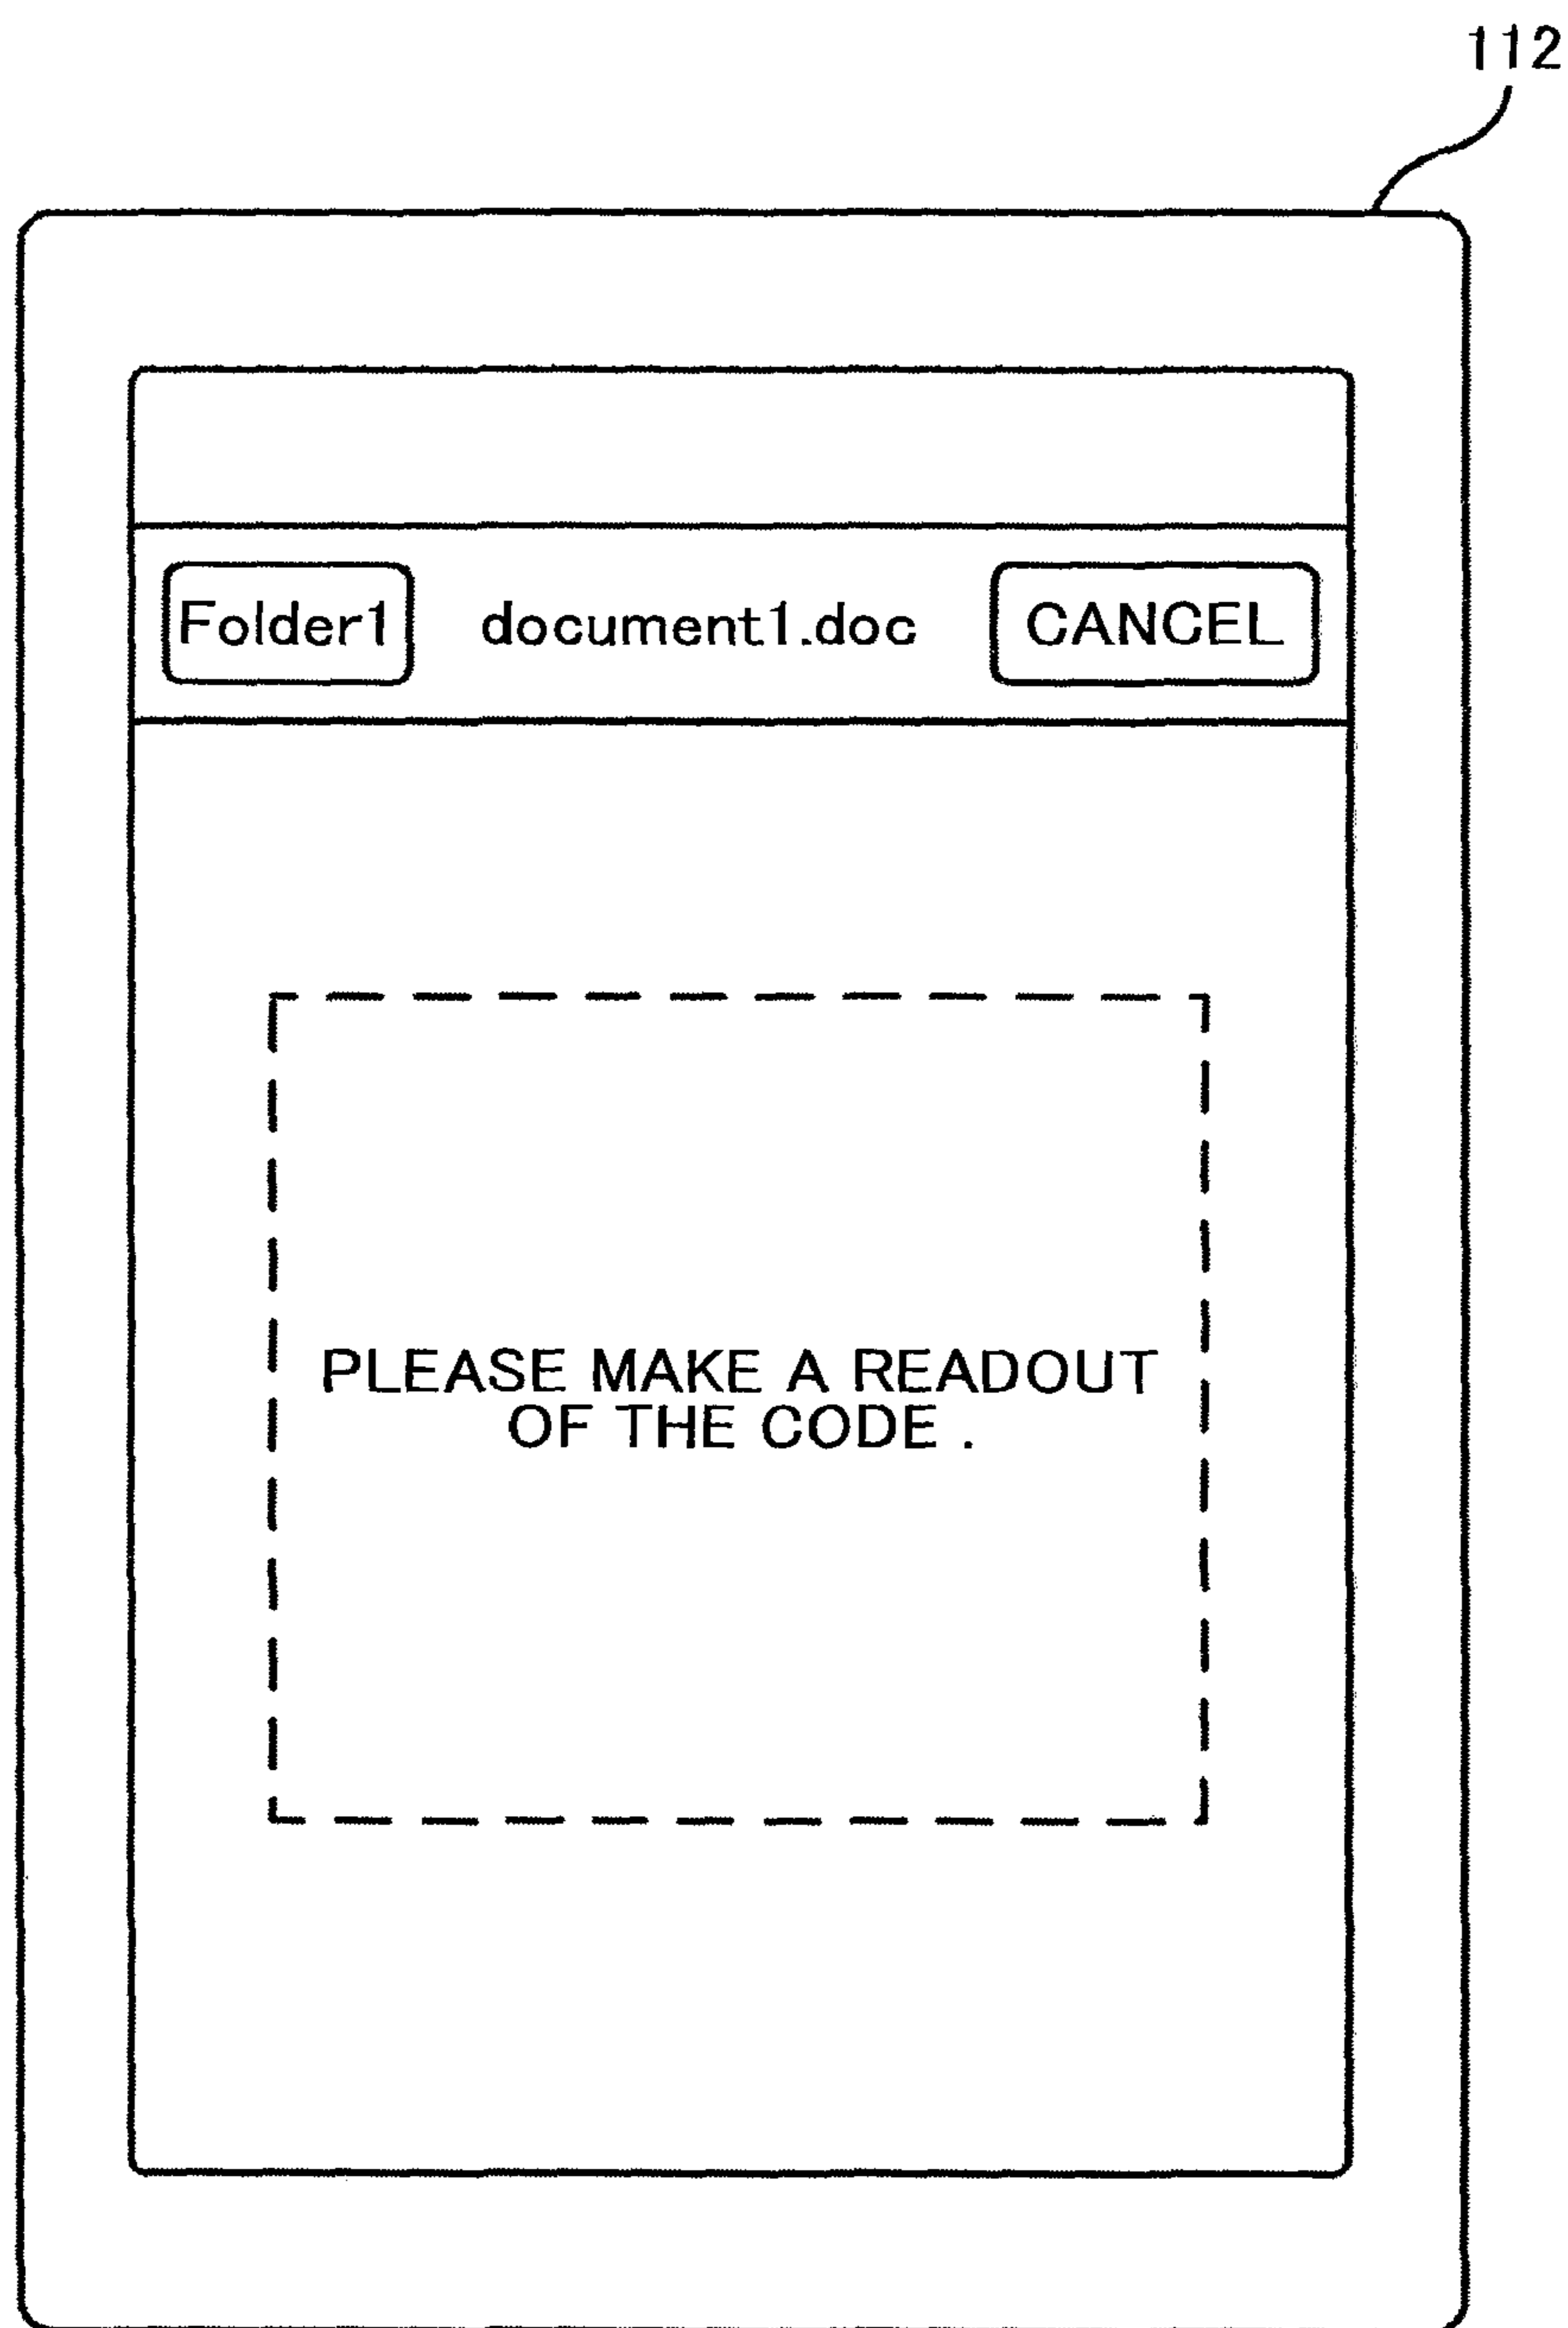 112
Folder1 document1.doc CANCEL
PLEASE MAKE A READOUT
OF THE CODE .